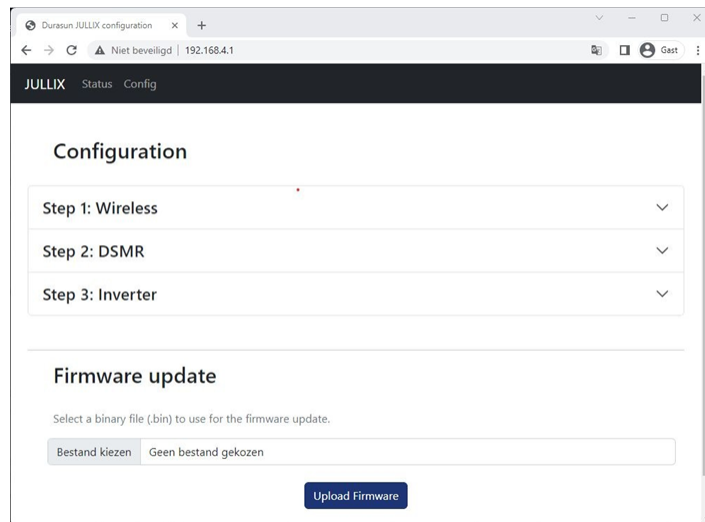 Durasun JULLIX configuration
Niet beveiligd | 192.168.4.1
Gast
JULLIX Status Config
Configuration
Step 1: Wireless
Step 2: DSMR
Step 3: Inverter
Firmware update
Select a binary file (.bin) to use for the firmware update.
Bestand kiezen Geen bestand gekozen
Upload Firmware